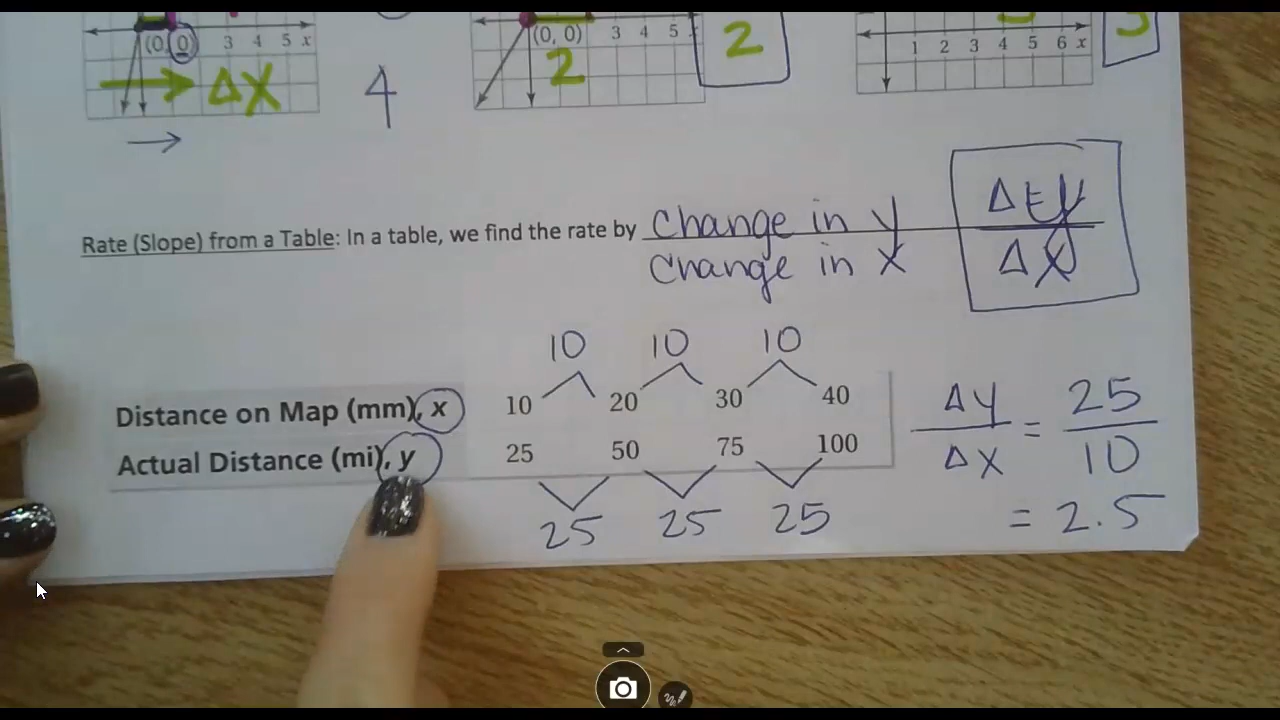 (0, 0) 3 4 5 x
→ ΔX
→
4
(0, 0) 3 4 5
2
2
1 2 3 4 5 6 x
Rate (Slope) from a Table: In a table, we find the rate by Change in y
Change in x
Δy
ΔX
10 10 10
Distance on Map (mm), x 10 20 30 40
Actual Distance (mi), y 25 50 75 100
25 25 25
Δy/ΔX = 25/10
= 2.5